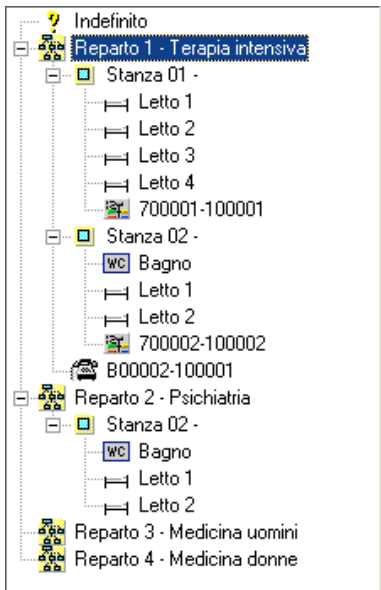 Indefinito
Reparto 1 - Terapia intensiva
Stanza 01 -
Letto 1
Letto 2
Letto 3
Letto 4
700001-100001
Stanza 02 -
WC Bagno
Letto 1
Letto 2
700002-100002
B00002-100001
Reparto 2 - Psichiatria
Stanza 02 -
WC Bagno
Letto 1
Letto 2
Reparto 3 - Medicina uomini
Reparto 4 - Medicina donne